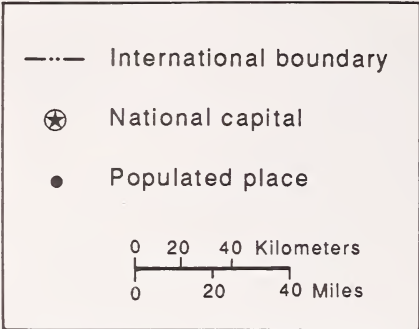 International boundary
National capital
Populated place
0 20 40 Kilometers
0 20 40 Miles